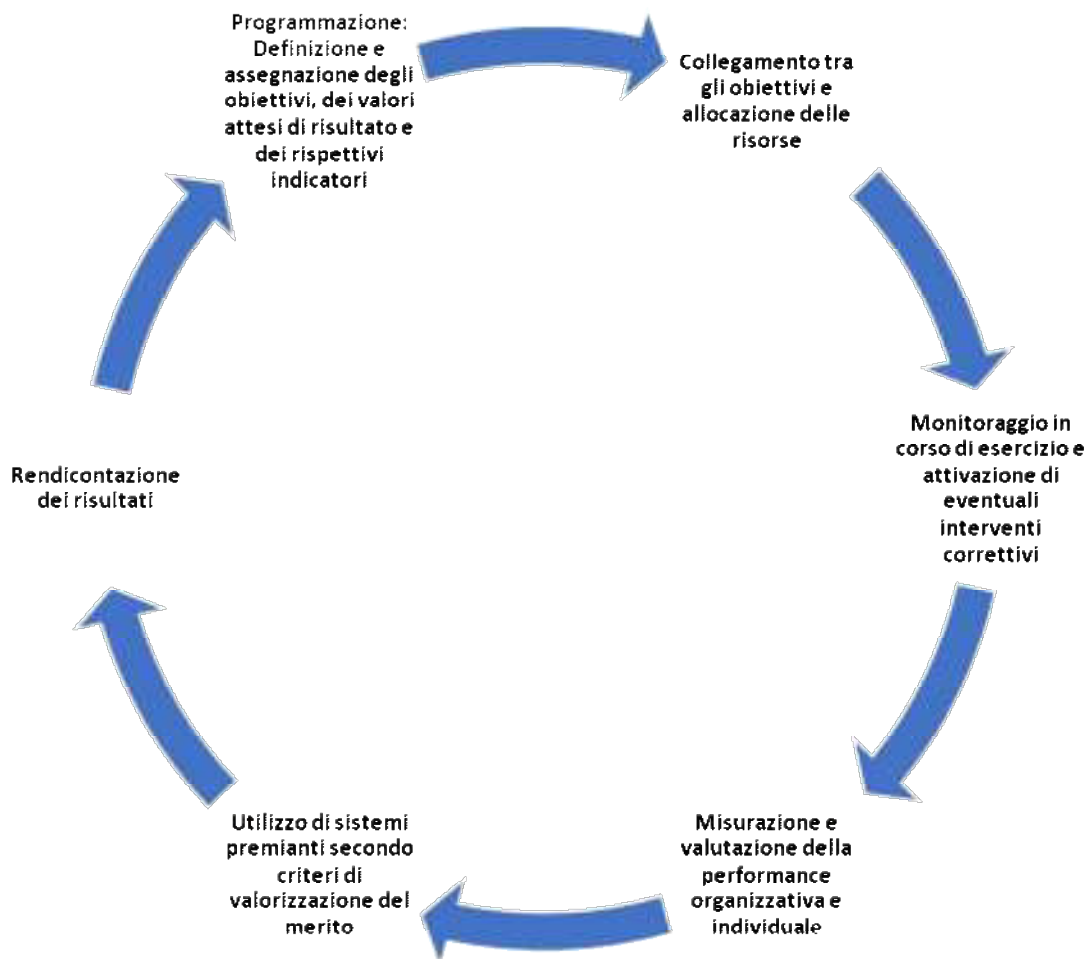 Programmazione:
Definizione e
assegnazione degli
obiettivi, dei valori
attesi di risultato e
dei rispettivi
indicatori
Collegamento tra
gli obiettivi e
allocazione delle
risorse
Monitoraggio in
corso di esercizio e
attivazione di
eventuali
interventi
correttivi
Misurazione e
valutazione della
performance
organizzativa e
individuale
Utilizzo di sistemi
premianti secondo
criteri di
valorizzazione del
merito
Rendicontazione
dei risultati